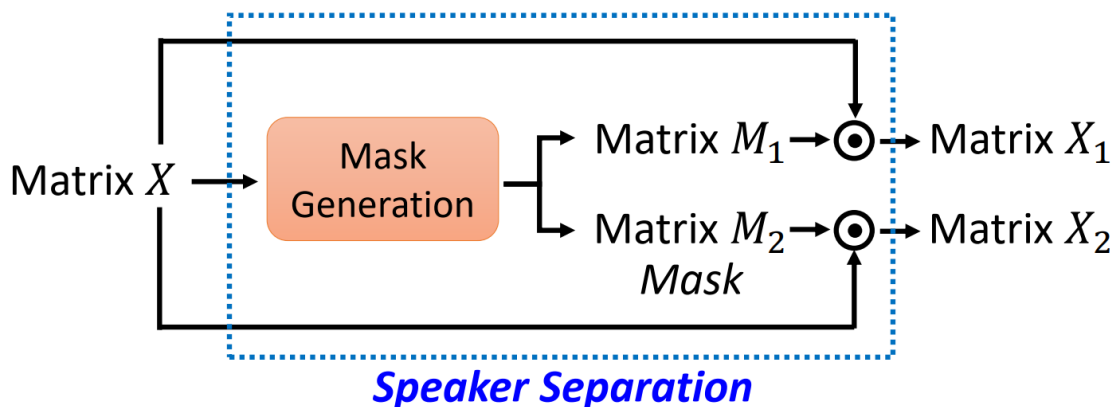 Matrix X
Mask
Generation
Matrix M₁
Matrix X₁
Matrix M₂
Matrix X₂
Mask
Speaker Separation